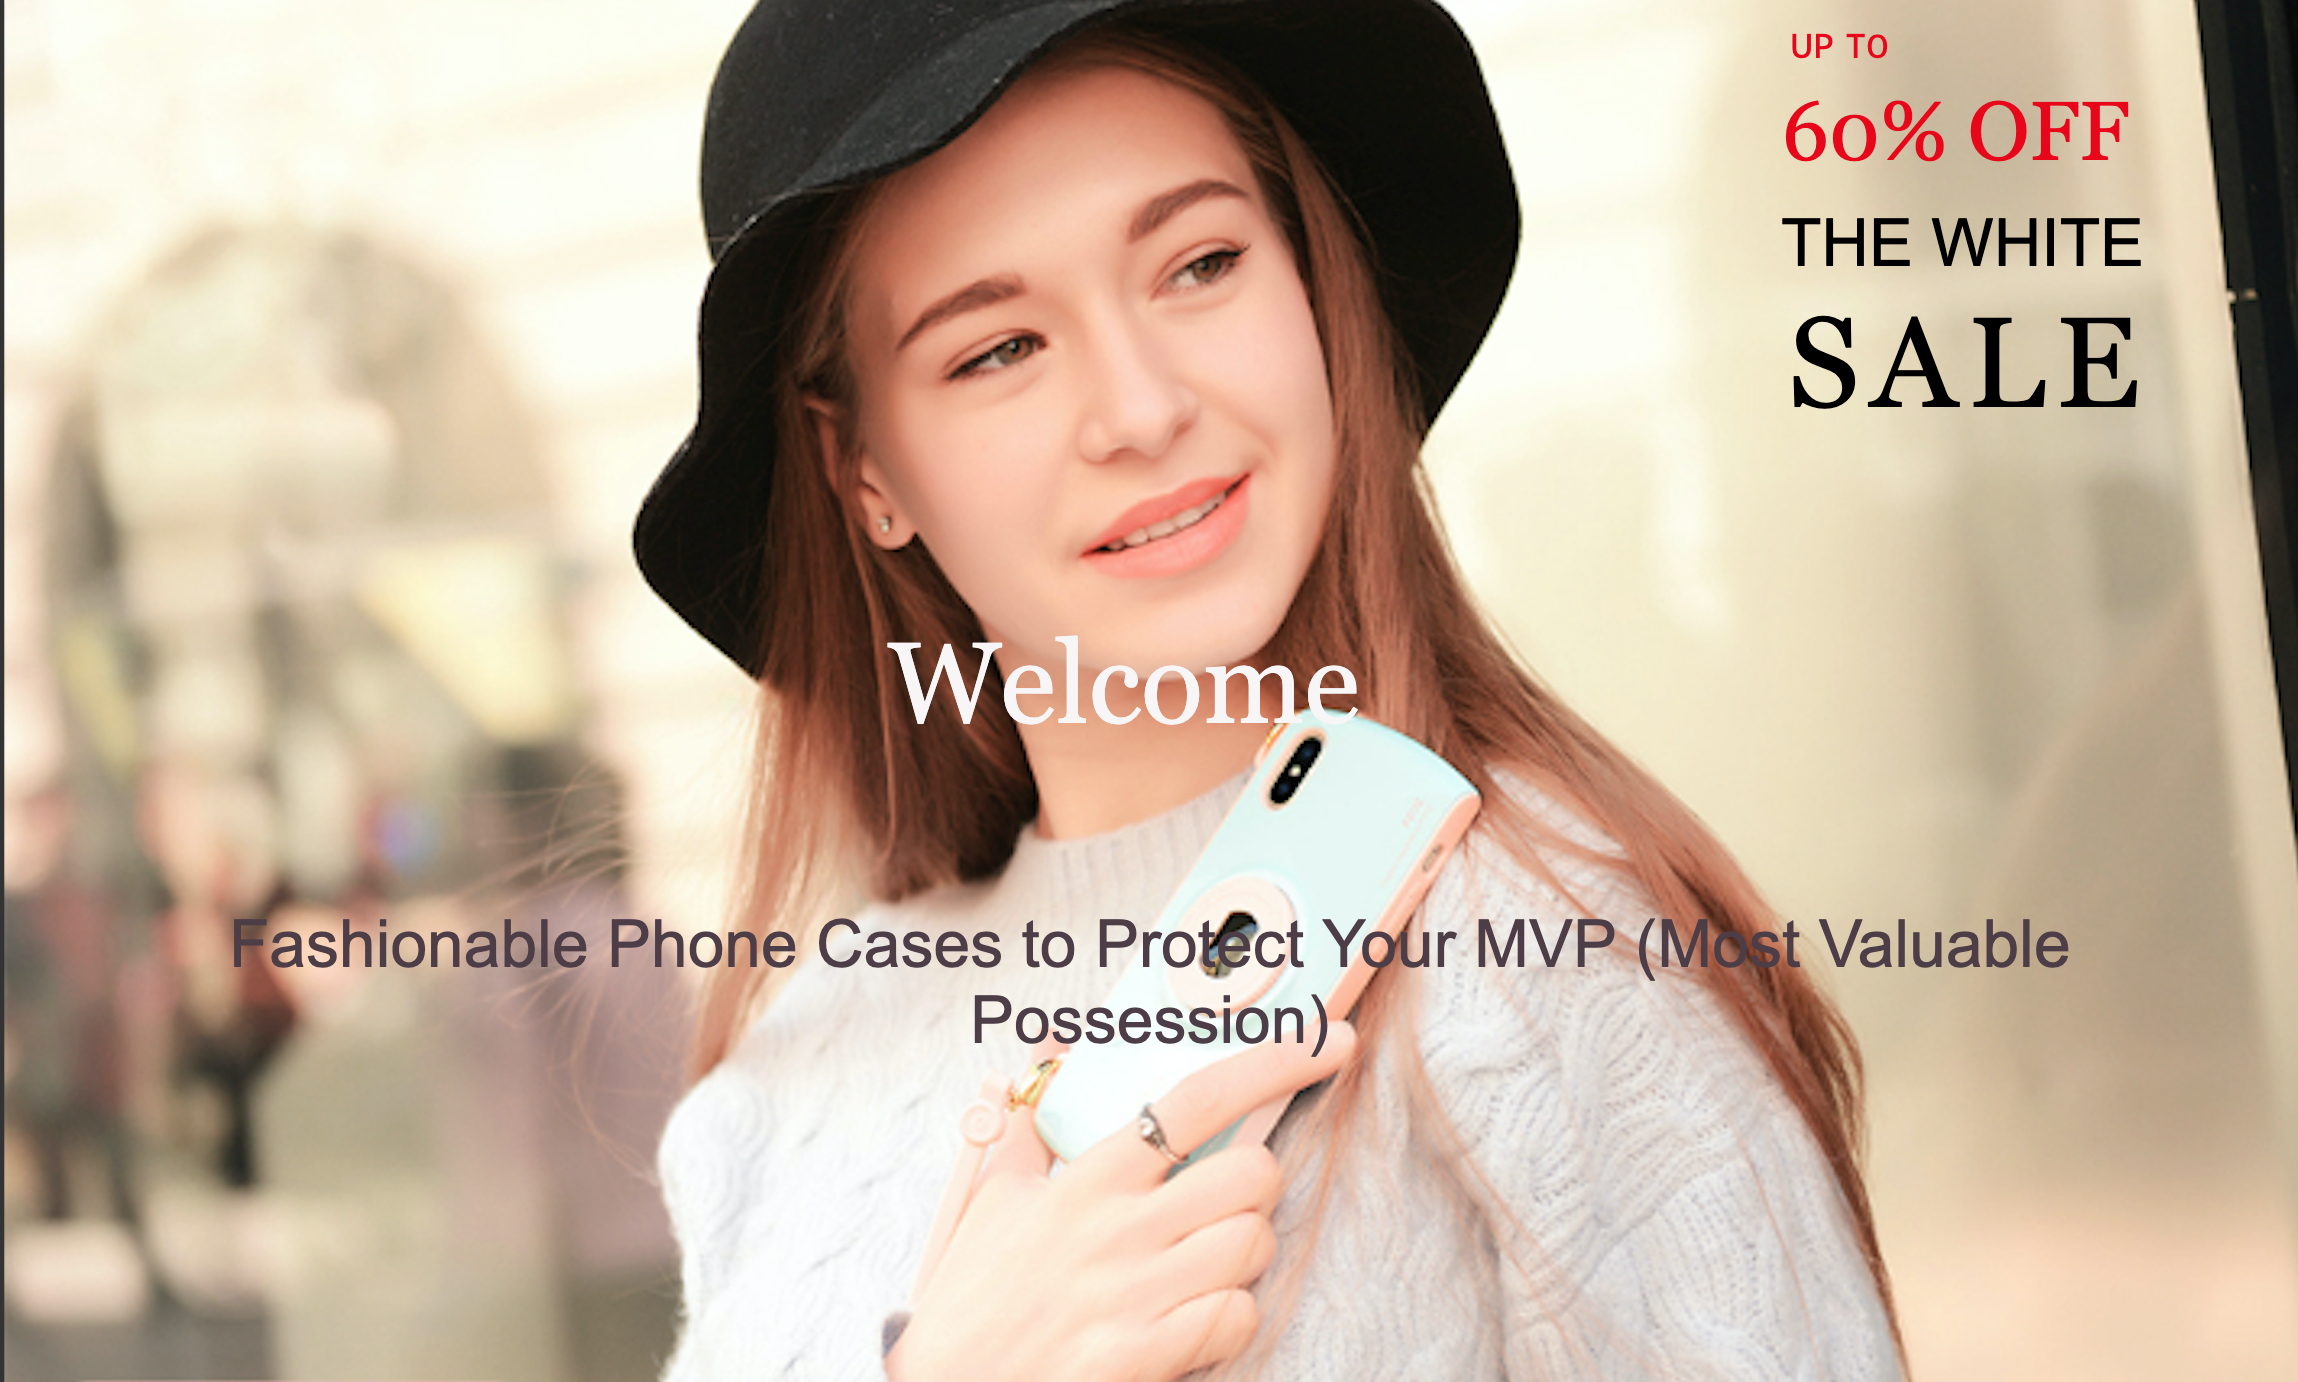 UP TO
60% OFF
THE WHITE
SALE
Welcome
Fashionable Phone Cases to Protect Your MVP (Most Valuable
Possession)